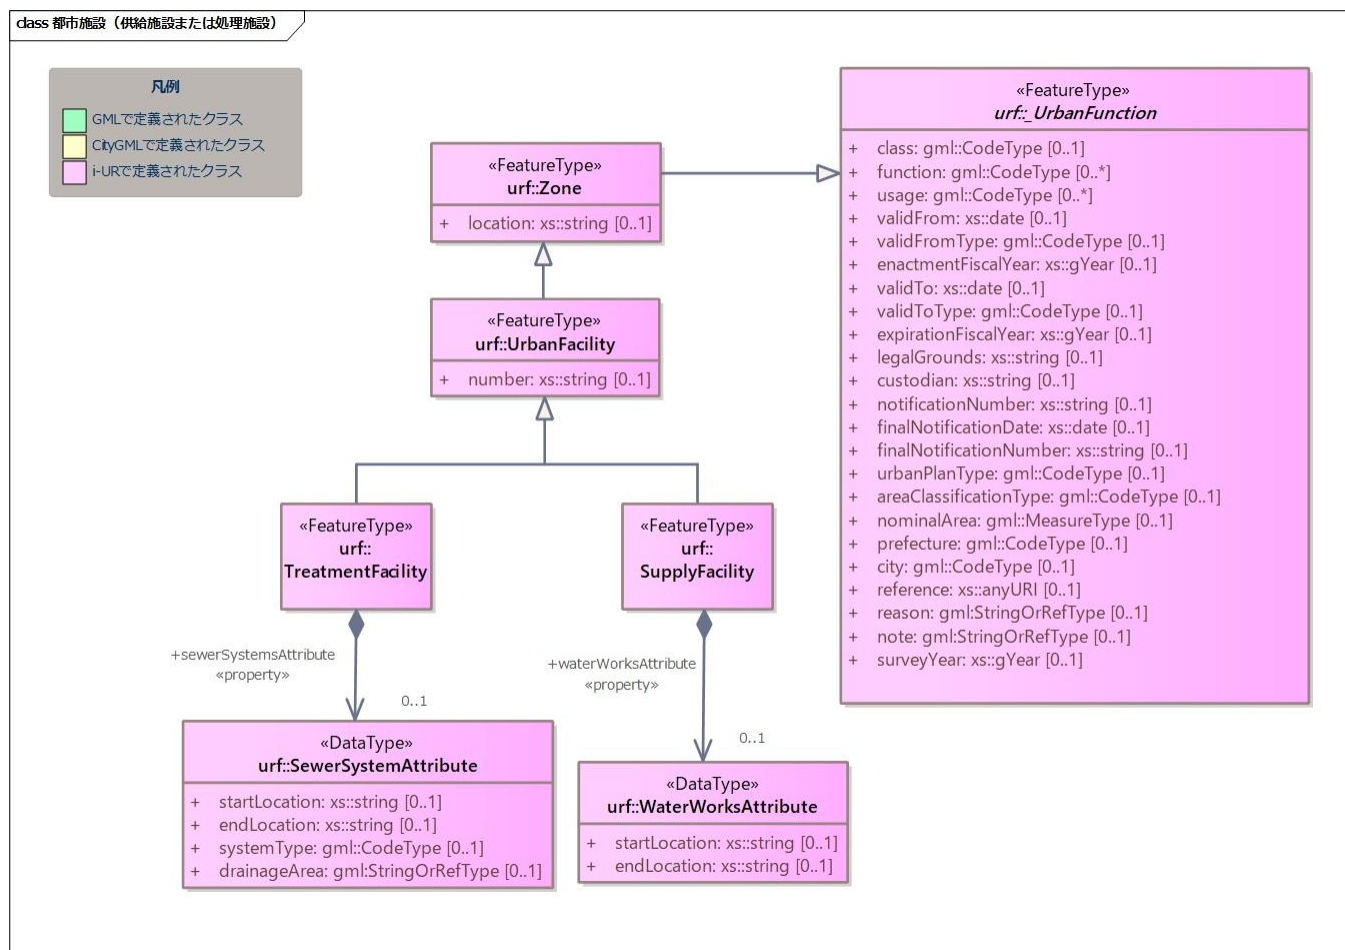 class 都市施設（供給施設または処理施設）
凡例
GMLで定義されたクラス
CityGMLで定義されたクラス
i-URで定義されたクラス
«FeatureType»
urf::Zone
+ location: xs::string [0..1]
«FeatureType»
urf::UrbanFacility
+ number: xs::string [0..1]
«FeatureType»
urf::_UrbanFunction
+ class: gml::CodeType [0..1]
+ function: gml::CodeType [0..*]
+ usage: gml::CodeType [0..*]
+ validFrom: xs::date [0..1]
+ validFromType: gml::CodeType [0..1]
+ enactmentFiscalYear: xs::gYear [0..1]
+ validTo: xs::date [0..1]
+ validToType: gml::CodeType [0..1]
+ expirationFiscalYear: xs::gYear [0..1]
+ legalGrounds: xs::string [0..1]
+ custodian: xs::string [0..1]
+ notificationNumber: xs::string [0..1]
+ finalNotificationDate: xs::date [0..1]
+ finalNotificationNumber: xs::string [0..1]
+ urbanPlanType: gml::CodeType [0..1]
+ areaClassificationType: gml::CodeType [0..1]
+ nominalArea: gml::MeasureType [0..1]
+ prefecture: gml::CodeType [0..1]
+ city: gml::CodeType [0..1]
+ reference: xs::anyURI [0..1]
+ reason: gml:StringOrRefType [0..1]
+ note: gml:StringOrRefType [0..1]
+ surveyYear: xs::gYear [0..1]
«FeatureType»
urf::
TreatmentFacility
«FeatureType»
urf::
SupplyFacility
+sewerSystemsAttribute
«property»
0..1
+waterWorksAttribute
«property»
0..1
«DataType»
urf::SewerSystemAttribute
+ startLocation: xs::string [0..1]
+ endLocation: xs::string [0..1]
+ systemType: gml::CodeType [0..1]
+ drainageArea: gml:StringOrRefType [0..1]
«DataType»
urf::WaterWorksAttribute
+ startLocation: xs::string [0..1]
+ endLocation: xs::string [0..1]